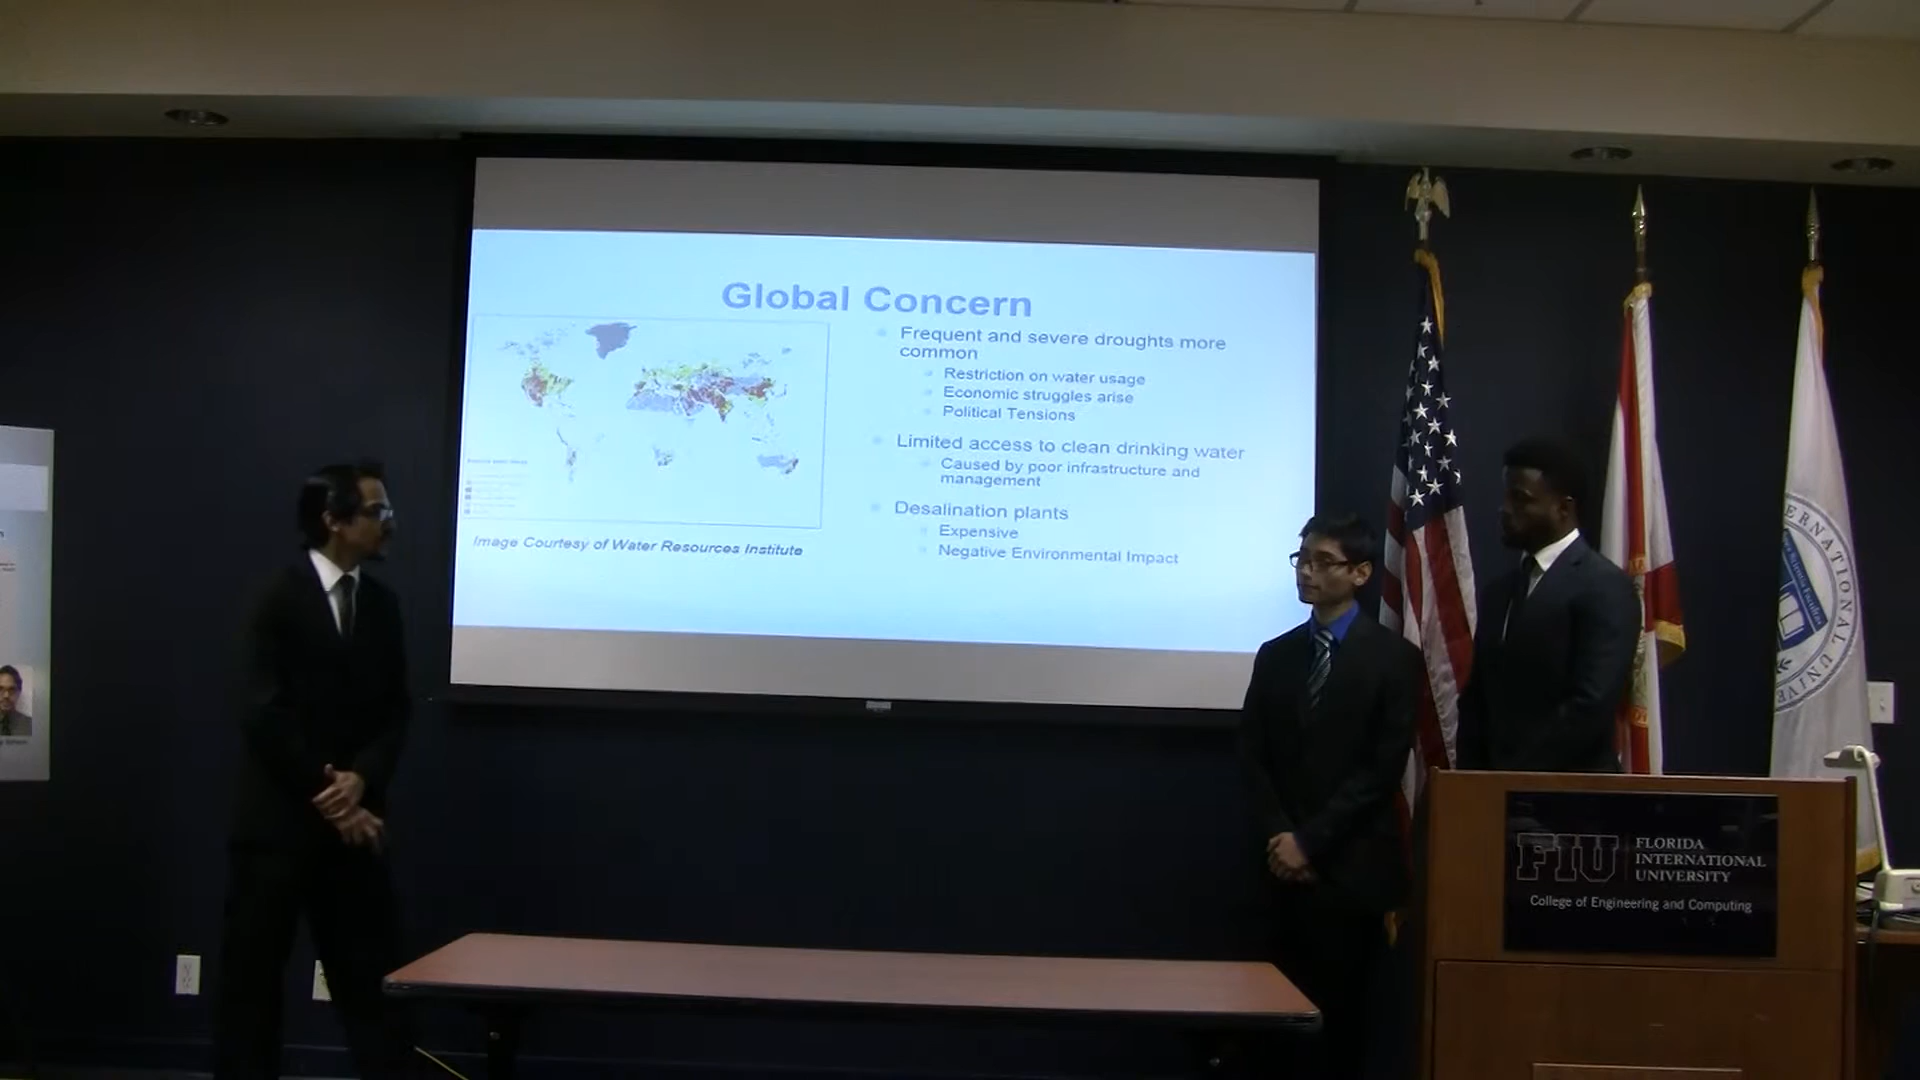 Global Concern
Frequent and severe droughts more
common
Restriction on water usage
Economic struggles arise
Political Tensions
Limited access to clean drinking water
Caused by poor infrastructure and
management
Desalination plants
Expensive
Negative Environmental Impact
Image Courtesy of Water Resources Institute
FIU
FLORIDA
INTERNATIONAL
UNIVERSITY
College of Engineering and Computing